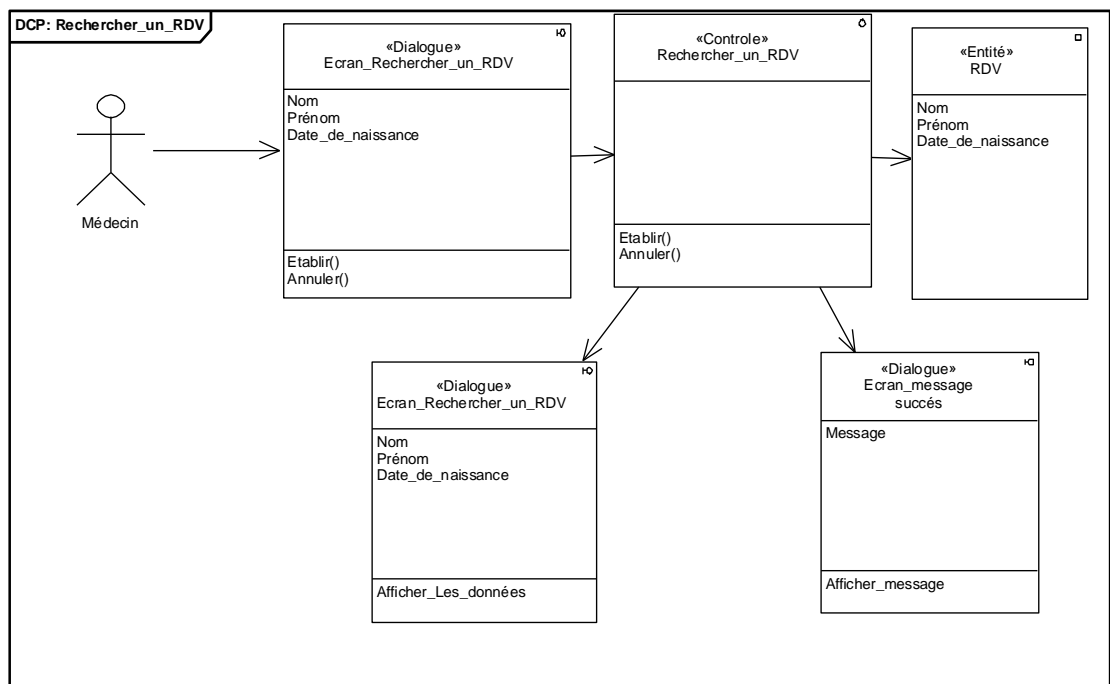 DCP: Rechercher_un_RDV
«Dialogue»
Ecran_Rechercher_un_RDV
Nom
Prénom
Date_de_naissance
Etablir()
Annuler()
«Controle»
Rechercher_un_RDV
Etablir()
Annuler()
«Entité»
RDV
Nom
Prénom
Date_de_naissance
Médecin
«Dialogue»
Ecran_Rechercher_un_RDV
Nom
Prénom
Date_de_naissance
Afficher_Les_données
«Dialogue»
Ecran_message
succés
Message
Afficher_message